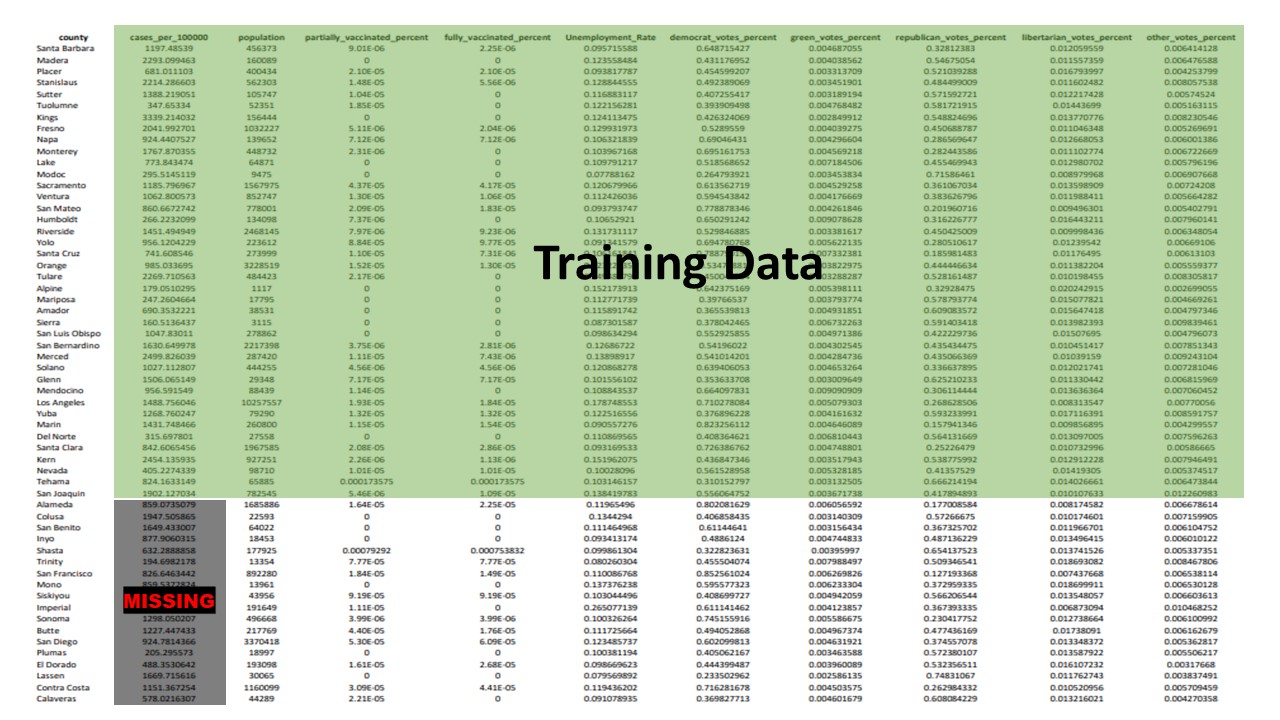 county cases_per_100000 population partially_vaccinated_percent fully_vaccinated_percent Unemployment_Rate democrat_votes_percent green_votes_percent republican_votes_percent libertarian_votes_percent other_votes_percent
Santa Barbara 1197.48539 456373 9.01E-06 2.25E-06 0.095715588 0.648715427 0.004687055 0.32812383 0.012059559 0.006414128
Madera 2293.099463 160089 0 0 0.123558484 0.431176952 0.004038562 0.54675054 0.011557359 0.006476588
Placer 681.011103 400434 2.10E-05 2.10E-05 0.093817787 0.454599207 0.003313709 0.521039288 0.016793997 0.004253799
Stanislaus 2214.286603 562303 1.48E-05 5.56E-06 0.128844555 0.492389069 0.003451901 0.484499009 0.011602482 0.008057538
Sutter 1388.219051 105747 1.04E-05 0 0.116883117 0.407255417 0.003189194 0.571592721 0.012217428 0.00574524
Tuolumne 347.65334 52351 1.85E-05 0 0.122156281 0.393909498 0.004768482 0.581721915 0.01443699 0.005163115
Kings 3339.214032 156444 0 0 0.124113475 0.426324069 0.002849912 0.548824696 0.013770776 0.008230546
Fresno 2041.992701 1032227 5.11E-06 2.04E-06 0.129931973 0.5289559 0.004039275 0.450688787 0.011046348 0.005269691
Napa 924.4407527 139652 7.12E-06 7.12E-06 0.106321839 0.69046431 0.004296604 0.286569647 0.012668053 0.006001386
Monterey 1767.870355 448732 2.31E-06 0 0.103967168 0.695161753 0.004569218 0.282443586 0.011102774 0.006722669
Lake 773.843474 64871 0 0 0.109791217 0.518568652 0.007184506 0.455469943 0.012980702 0.005796196
Modoc 295.5145119 9475 0 0 0.07788162 0.264793921 0.003453834 0.71586461 0.008979968 0.006907668
Sacramento 1185.796967 1567975 4.37E-05 4.17E-05 0.120679966 0.613562719 0.004529258 0.361067034 0.013598909 0.00724208
Ventura 1062.800573 852747 1.30E-05 1.06E-05 0.112426036 0.594543842 0.004176669 0.383626796 0.011988411 0.005664282
San Mateo 860.6672742 778001 2.09E-05 1.83E-05 0.093793747 0.778878346 0.004261846 0.201960716 0.009496301 0.005402791
Humboldt 266.2232099 134098 7.37E-06 0 0.10652921 0.650291242 0.009078628 0.316226777 0.016443211 0.007960141
Riverside 1451.494949 2468145 7.97E-06 9.23E-06 0.131731117 0.529846885 0.003381617 0.450425009 0.009998436 0.006348054
Yolo 956.1204229 223612 8.84E-05 9.77E-05 0.091341579 0.694780768 0.005622135 0.280510617 0.01239542 0.00669106
Santa Cruz 741.608546 273999 1.10E-05 7.31E-06 0.007332381 0.185981483 0.01176495 0.00613103
Training Data
Orange 985.033695 3228519 1.52E-05 1.30E-05 0.003822975 0.444446634 0.011382204 0.005559377
Tulare 2269.710563 484423 2.17E-06 0 0.003288287 0.528161487 0.010198455 0.008305817
Alpine 179.0510295 1117 0 0 0.152173913 0.642375169 0.005398111 0.32928475 0.020242915 0.002699055
Mariposa 247.2604664 17795 0 0 0.112771739 0.39766537 0.003793774 0.578793774 0.015077821 0.004669261
Amador 690.3532221 38531 0 0 0.115891742 0.365539813 0.004931851 0.609083572 0.015647418 0.004797346
Sierra 160.5136437 3115 0 0 0.087301587 0.378042465 0.006732263 0.591403418 0.013982393 0.009839461
San Luis Obispo 1047.83011 278862 0 0 0.098634294 0.552925855 0.004971386 0.422229736 0.01507695 0.004796073
San Bernardino 1630.649978 2217398 3.75E-06 2.81E-06 0.12686722 0.54196022 0.004302545 0.435434475 0.010451417 0.007851343
Merced 2499.826039 287420 1.11E-05 7.43E-06 0.13898917 0.541014201 0.004284736 0.435066369 0.01039159 0.009243104
Solano 1027.112807 444255 4.56E-06 4.56E-06 0.120868278 0.639406053 0.004653264 0.336637895 0.012021741 0.007281046
Glenn 1506.065149 29348 7.17E-05 7.17E-05 0.101556102 0.353633708 0.003009649 0.625210233 0.011330442 0.006815969
Mendocino 956.591549 88439 1.14E-05 0 0.108843537 0.664097831 0.009090909 0.306114444 0.013636364 0.007060452
Los Angeles 1488.756046 10257557 1.93E-05 1.84E-05 0.178748553 0.710278084 0.005079303 0.268628506 0.008313547 0.00770056
Yuba 1268.760247 79290 1.32E-05 1.32E-05 0.122516556 0.376896228 0.004161632 0.593233991 0.017116391 0.008591757
Marin 1431.748466 260800 1.15E-05 1.54E-05 0.090557276 0.823256112 0.004646089 0.157941346 0.009856895 0.004299557
Del Norte 315.697801 27558 0 0 0.110869565 0.408364621 0.006810443 0.564131669 0.013097005 0.007596263
Santa Clara 842.6065456 1967585 2.08E-05 2.86E-05 0.093169533 0.726386762 0.004748801 0.25226479 0.010732996 0.00586665
Kern 2454.135935 927251 2.26E-06 1.13E-06 0.151962075 0.436847346 0.003517943 0.538775992 0.012912228 0.007946491
Nevada 405.2274339 98710 1.01E-05 1.01E-05 0.10028096 0.561528958 0.005328185 0.41357529 0.01419305 0.005374517
Tehama 824.1633149 65885 0.000173575 0.000173575 0.103146157 0.310152797 0.003132505 0.666214194 0.014026661 0.006473844
San Joaquin 1902.127034 782545 5.46E-06 1.09E-05 0.138419783 0.556064752 0.003671738 0.417894893 0.010107633 0.012260983
Alameda 859.0735079 1685886 1.64E-05 2.25E-05 0.11965496 0.802081629 0.006056592 0.177008584 0.008174582 0.006678614
Colusa 1947.505865 22593 0 0 0.1344294 0.406858435 0.003140309 0.57266675 0.010174601 0.007159905
San Benito 1649.433007 64022 0 0 0.111464968 0.61144641 0.003156434 0.367325702 0.011966701 0.006104752
Inyo 877.9060315 18453 0 0 0.093413174 0.4886124 0.004744833 0.487136229 0.013496415 0.006010122
Shasta 632.2888858 177925 0.00079292 0.000753832 0.099861304 0.322823631 0.00395997 0.654137523 0.013741526 0.005337351
Trinity 194.6982178 13354 7.77E-05 7.77E-05 0.080260304 0.455504074 0.007988497 0.509346541 0.018693082 0.008467806
San Francisco 826.6463442 892280 1.84E-05 1.49E-05 0.110086768 0.852561024 0.006269826 0.127193368 0.007437668 0.006538114
Mono 13961 0 0 0.137376238 0.595577323 0.006233304 0.372959335 0.018699911 0.006530128
MISSING
Siskiyou 43956 9.19E-05 9.19E-05 0.103044496 0.408699727 0.004942059 0.566206544 0.013548057 0.006603613
Imperial 191649 1.11E-05 0 0.265077139 0.611141462 0.004123857 0.367393335 0.006873094 0.010468252
Sonoma 1298.050207 496668 3.99E-06 3.99E-06 0.100326264 0.745155916 0.005586675 0.230417752 0.012738664 0.006100992
Butte 1227.447433 217769 4.40E-05 1.76E-05 0.111725664 0.494052868 0.004967374 0.477436169 0.01738091 0.006162679
San Diego 924.7814366 3370418 5.30E-05 6.09E-05 0.123485737 0.602099813 0.004631921 0.374557078 0.013348372 0.005362817
Plumas 205.295573 18997 0 0 0.100381194 0.405062167 0.003463588 0.572380107 0.013587922 0.005506217
El Dorado 488.3530642 193098 1.61E-05 2.68E-05 0.098669623 0.444399487 0.003960089 0.532356511 0.016107232 0.00317668
Lassen 1669.715616 30065 0 0 0.079569892 0.233502962 0.002586135 0.74831067 0.011762743 0.003837491
Contra Costa 1151.367254 1160099 3.09E-05 4.41E-05 0.119436202 0.716281678 0.004503575 0.262984332 0.010520956 0.005709459
Calaveras 578.0216307 44289 2.21E-05 0 0.091078935 0.369827713 0.004601679 0.608084229 0.013216021 0.004270358